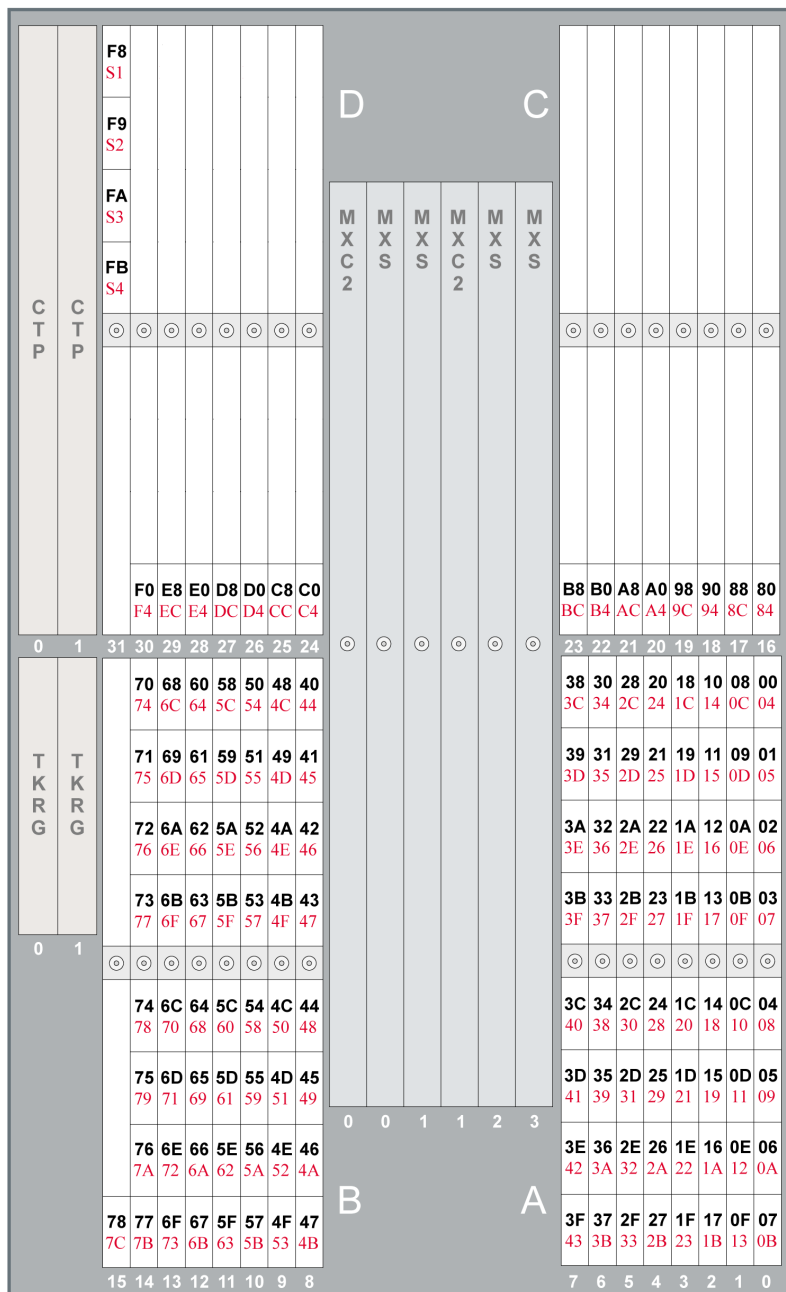 F8
S1
F9
S2
FA
S3
FB
S4
D C
MXC2 MXS MXS MXC2 MXS MXS
CTP CTP
F0 E8 E0 D8 D0 C8 C0 B8 B0 A8 A0 98 90 88 80
F4 EC E4 DC D4 CC C4 BC B4 AC A4 9C 94 8C 84
0 1 31 30 29 28 27 26 25 24 23 22 21 20 19 18 17 16
70 68 60 58 50 48 40 38 30 28 20 18 10 08 00
74 6C 64 5C 54 4C 44 3C 34 2C 24 1C 14 0C 04
TKRG TKRG
71 69 61 59 51 49 41 39 31 29 21 19 11 09 01
75 6D 65 5D 55 4D 45 3D 35 2D 25 1D 15 0D 05
72 6A 62 5A 52 4A 42 3A 32 2A 22 1A 12 0A 02
76 6E 66 5E 56 4E 46 3E 36 2E 26 1E 16 0E 06
73 6B 63 5B 53 4B 43 3B 33 2B 23 1B 13 0B 03
77 6F 67 5F 57 4F 47 3F 37 2F 27 1F 17 0F 07
0 1
74 6C 64 5C 54 4C 44 3C 34 2C 24 1C 14 0C 04
78 70 68 60 58 50 48 40 38 30 28 20 18 10 08
75 6D 65 5D 55 4D 45 3D 35 2D 25 1D 15 0D 05
79 71 69 61 59 51 49 41 39 31 29 21 19 11 09
0 0 1 1 2 3
76 6E 66 5E 56 4E 46 3E 36 2E 26 1E 16 0E 06
7A 72 6A 62 5A 52 4A 42 3A 32 2A 22 1A 12 0A
B A
78 77 6F 67 5F 57 4F 47 3F 37 2F 27 1F 17 0F 07
7C 7B 73 6B 63 5B 53 4B 43 3B 33 2B 23 1B 13 0B
15 14 13 12 11 10 9 8 7 6 5 4 3 2 1 0